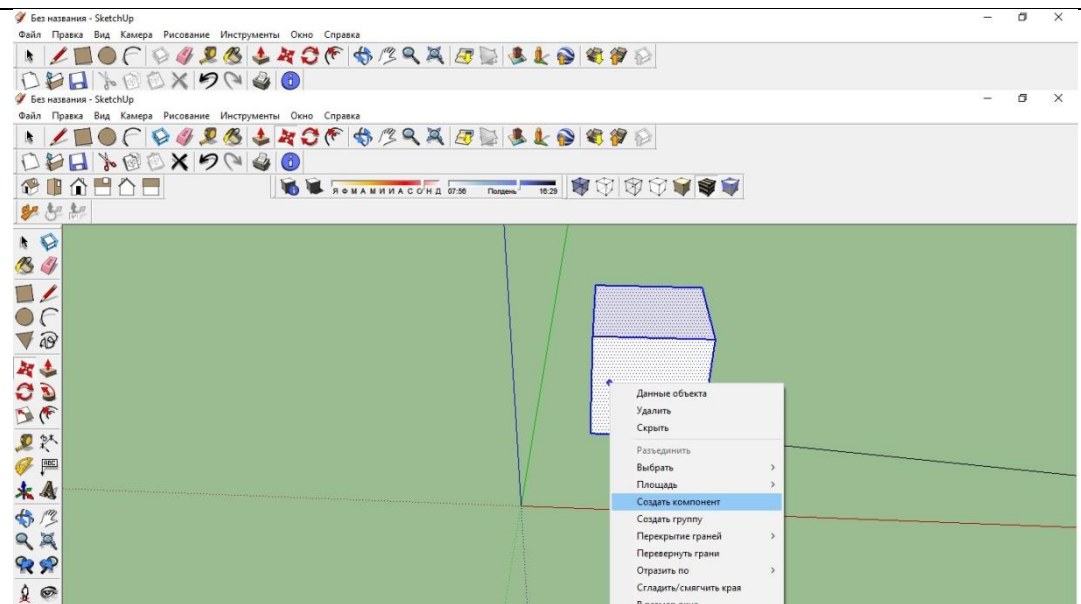 Без названия - SketchUp
Файл Правка Вид Камера Рисование Инструменты Окно Справка
Без названия - SketchUp
Файл Правка Вид Камера Рисование Инструменты Окно Справка
Я Ф М А М И И А С О Н Д 07:56 Полдень 16:29
ABC
Данные объекта
Удалить
Скрыть
Разъединить
Выбрать
Площадь
Создать компонент
Создать группу
Перекрытие граней
Перевернуть грани
Отразить по
Сгладить/смягчить края